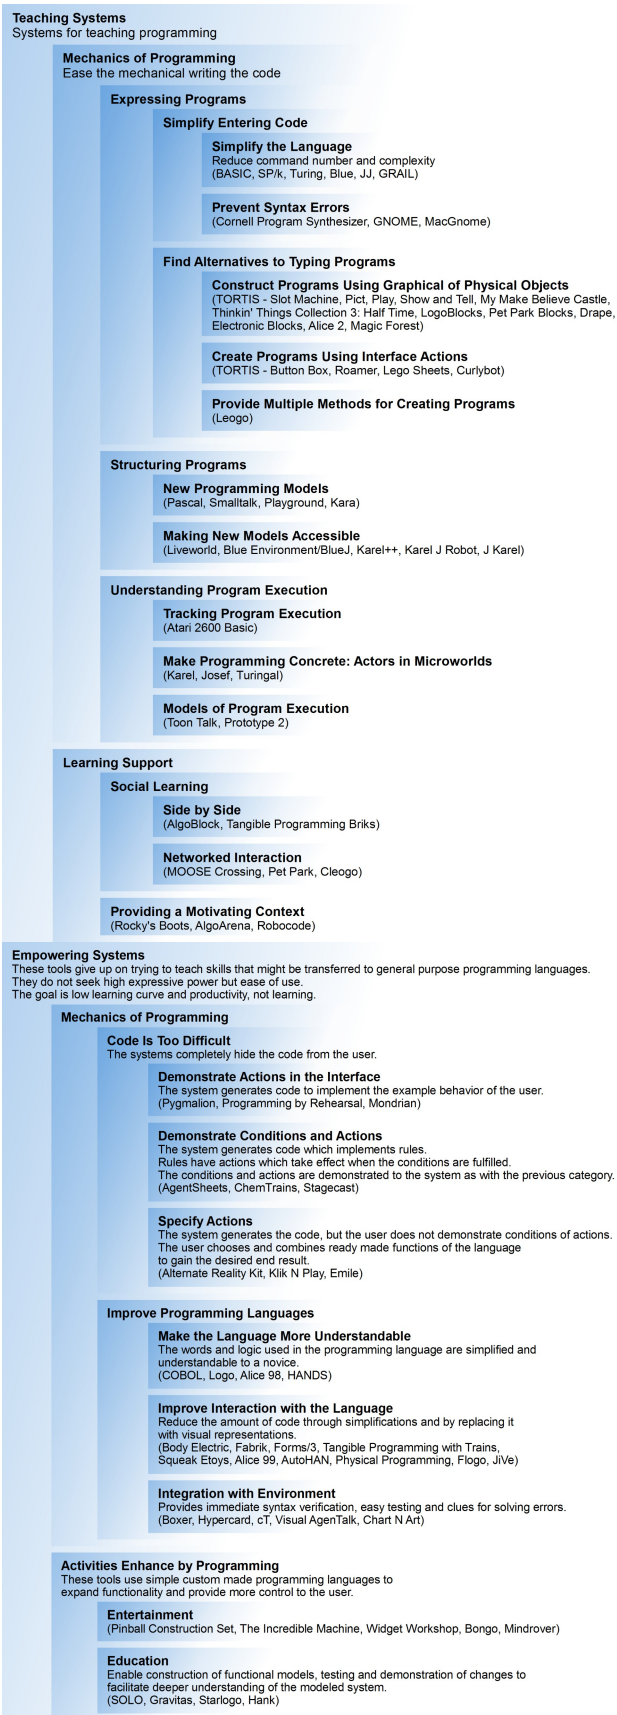 Teaching Systems
Systems for teaching programming
Mechanics of Programming
Ease the mechanical writing the code
Expressing Programs
Simplify Entering Code
Simplify the Language
Reduce command number and complexity
(BASIC, SP/k, Turing, Blue, JJ, GRAIL)
Prevent Syntax Errors
(Cornell Program Synthesizer, GNOME, MacGnome)
Find Alternatives to Typing Programs
Construct Programs Using Graphical of Physical Objects
(TORTIS - Slot Machine, Pict, Play, Show and Tell, My Make Believe Castle,
Thinkin' Things Collection 3: Half Time, LogoBlocks, Pet Park Blocks, Drape,
Electronic Blocks, Alice 2, Magic Forest)
Create Programs Using Interface Actions
(TORTIS - Button Box, Roamer, Lego Sheets, Curlybot)
Provide Multiple Methods for Creating Programs
(Leogo)
Structuring Programs
New Programming Models
(Pascal, Smalltalk, Playground, Kara)
Making New Models Accessible
(Liveworld, Blue Environment/BlueJ, Karel++, Karel J Robot, J Karel)
Understanding Program Execution
Tracking Program Execution
(Atari 2600 Basic)
Make Programming Concrete: Actors in Microworlds
(Karel, Josef, Turingal)
Models of Program Execution
(Toon Talk, Prototype 2)
Learning Support
Social Learning
Side by Side
(AlgoBlock, Tangible Programming Briks)
Networked Interaction
(MOOSE Crossing, Pet Park, Cleogo)
Providing a Motivating Context
(Rocky's Boots, AlgoArena, Robocode)
Empowering Systems
These tools give up on trying to teach skills that might be transferred to general purpose programming languages.
They do not seek high expressive power but ease of use.
The goal is low learning curve and productivity, not learning.
Mechanics of Programming
Code Is Too Difficult
The systems completely hide the code from the user.
Demonstrate Actions in the Interface
The system generates code to implement the example behavior of the user.
(Pygmalion, Programming by Rehearsal, Mondrian)
Demonstrate Conditions and Actions
The system generates code which implements rules.
Rules have actions which take effect when the conditions are fulfilled.
The conditions and actions are demonstrated to the system as with the previous category.
(AgentSheets, ChemTrains, Stagecast)
Specify Actions
The system generates the code, but the user does not demonstrate conditions of actions.
The user chooses and combines ready made functions of the language
to gain the desired end result.
(Alternate Reality Kit, Klik N Play, Emile)
Improve Programming Languages
Make the Language More Understandable
The words and logic used in the programming language are simplified and
understandable to a novice.
(COBOL, Logo, Alice 98, HANDS)
Improve Interaction with the Language
Reduce the amount of code through simplifications and by replacing it
with visual representations.
(Body Electric, Fabrik, Forms/3, Tangible Programming with Trains,
Squeak Etoys, Alice 99, AutoHAN, Physical Programming, Flogo, JiVe)
Integration with Environment
Provides immediate syntax verification, easy testing and clues for solving errors.
(Boxer, Hypercard, cT, Visual AgenTalk, Chart N Art)
Activities Enhance by Programming
These tools use simple custom made programming languages to
expand functionality and provide more control to the user.
Entertainment
(Pinball Construction Set, The Incredible Machine, Widget Workshop, Bongo, Mindrover)
Education
Enable construction of functional models, testing and demonstration of changes to
facilitate deeper understanding of the modeled system.
(SOLO, Gravitas, Starlogo, Hank)